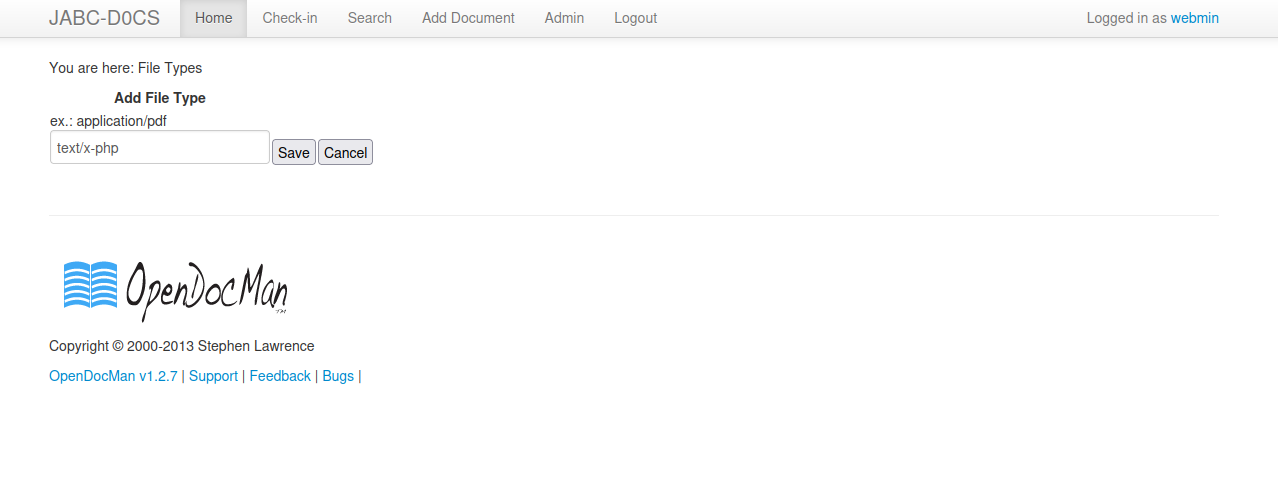 JABC-D0CS Home Check-in Search Add Document Admin Logout Logged in as webmin
You are here: File Types
Add File Type
ex.: application/pdf
text/x-php Save Cancel
OpenDocMan™
Copyright © 2000-2013 Stephen Lawrence
OpenDocMan v1.2.7 | Support | Feedback | Bugs |